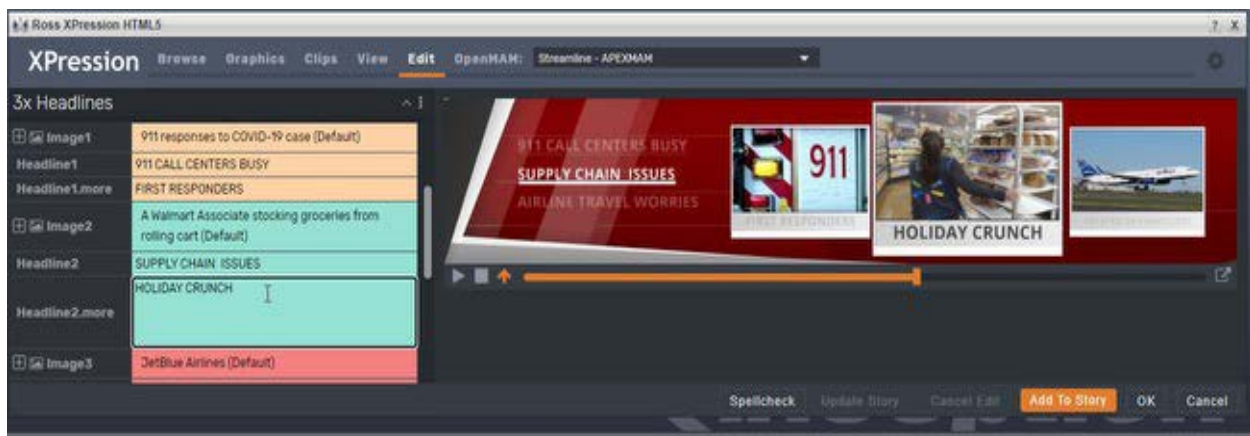 Ross XPression HTML5 ? X
XPression Browse Graphics Clips View Edit OpenMAM: Streamline - APEXMAM
3x Headlines
Image1 911 responses to COVID-19 case (Default)
Headline1 911 CALL CENTERS BUSY
Headline1.more FIRST RESPONDERS
Image2 A Walmart Associate stocking groceries from
rolling cart (Default)
Headline2 SUPPLY CHAIN ISSUES
Headline2.more HOLIDAY CRUNCH
Image3 JetBlue Airlines (Default)
911 CALL CENTERS BUSY
SUPPLY CHAIN ISSUES
AIRLINE TRAVEL WORRIES
911
FIRST RESPONDERS
HOLIDAY CRUNCH
Spellcheck Update Story Cancel Edit Add To Story OK Cancel